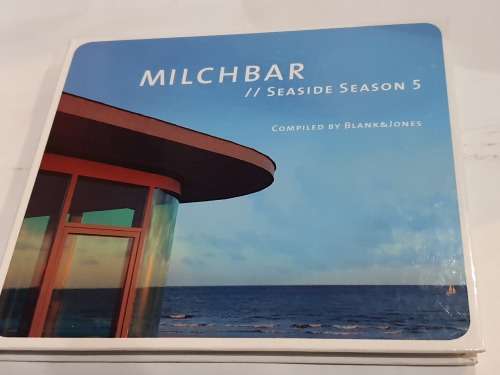 MILCHBAR
// SEASIDE SEASON 5
COMPILED BY BLANK&JONES